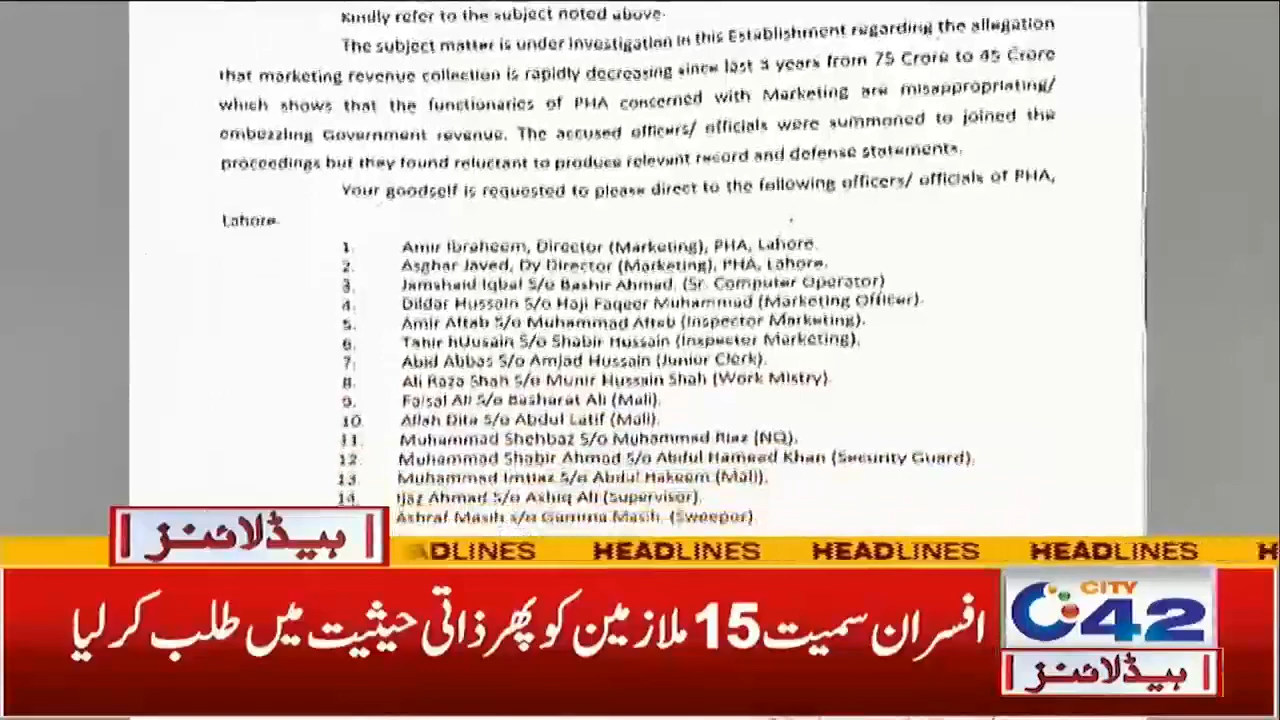 Kindly refer to the subject noted above.
The subject matter is under investigation in this Establishment regarding the allegation
that marketing revenue collection is rapidly decreasing since last 3 years from 75 Crore to 45 Crore
which shows that the functionaries of PHA concerned with Marketing are misappropriating/
embezzling Government revenue. The accused officers/ officials were summoned to joined the
proceedings but they found reluctant to produce relevant record and defense statements.
Your goodself is requested to please direct to the following officers/ officials of PHA,
Lahore.
1. Amir Ibraheem, Director (Marketing), PHA, Lahore.
2. Asghar Javed, Dy Director (Marketing), PHA, Lahore.
3. Jamshaid Iqbal S/o Bashir Ahmad, (Sr. Computer Operator)
4. Dildar Hussain S/o Haji Faqeer Muhammad (Marketing Officer).
5. Amir Aftab S/o Muhammad Aftab (Inspector Marketing).
6. Tahir hUusain S/o Shabir Hussain (Inspector Marketing).
7. Abid Abbas S/o Amjad Hussain (Junior Clerk).
8. Ali Raza Shah S/o Munir Hussain Shah (Work Mistry).
9. Faisal Ali S/o Basharat Ali (Mali).
10. Allah Dita S/o Abdul Latif (Mali).
11. Muhammad Shehbaz S/o Muhammad Riaz (NQ).
12. Muhammad Shabir Ahmad S/o Abdul Hameed Khan (Security Guard).
13. Muhammad Imtiaz S/o Abdul Hakeem (Mali).
14. Ijaz Ahmad S/o Ashiq Ali (Supervisor).
Ashraf Masih s/o Gamma Masih (Sweeper)
ہیڈلائنز
ADLINES HEADLINES HEADLINES HEADLINES H
افسران سمیت 15 ملازمین کو پھر ذاتی حیثیت میں طلب کر لیا
CITY
42
ہیڈلائنز